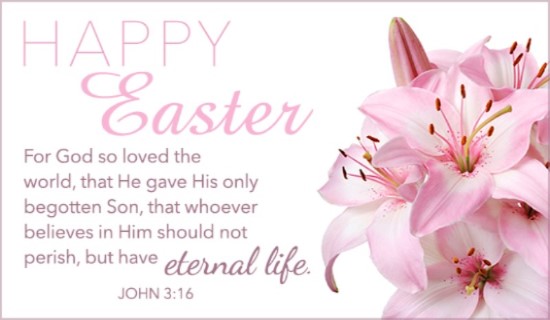 HAPPY
Easter
For God so loved the
world, that He gave His only
begotten Son, that whoever
believes in Him should not
perish, but have eternal life.
JOHN 3:16